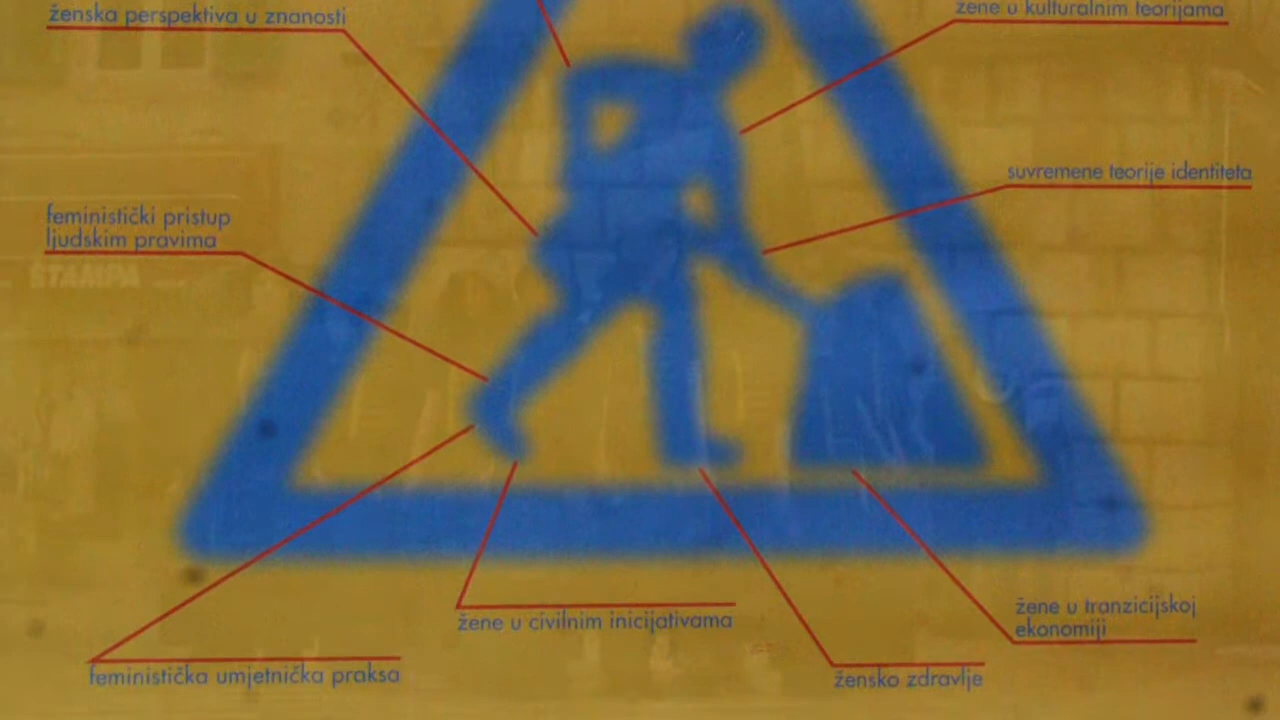 ženska perspektiva u znanosti
žene u kulturalnim teorijama
suvremene teorije identiteta
feministički pristup
ljudskim pravima
ŠTAMPA
žene u tranzicijskoj
ekonomiji
žene u civilnim inicijativama
feministička umjetnička praksa
žensko zdravlje